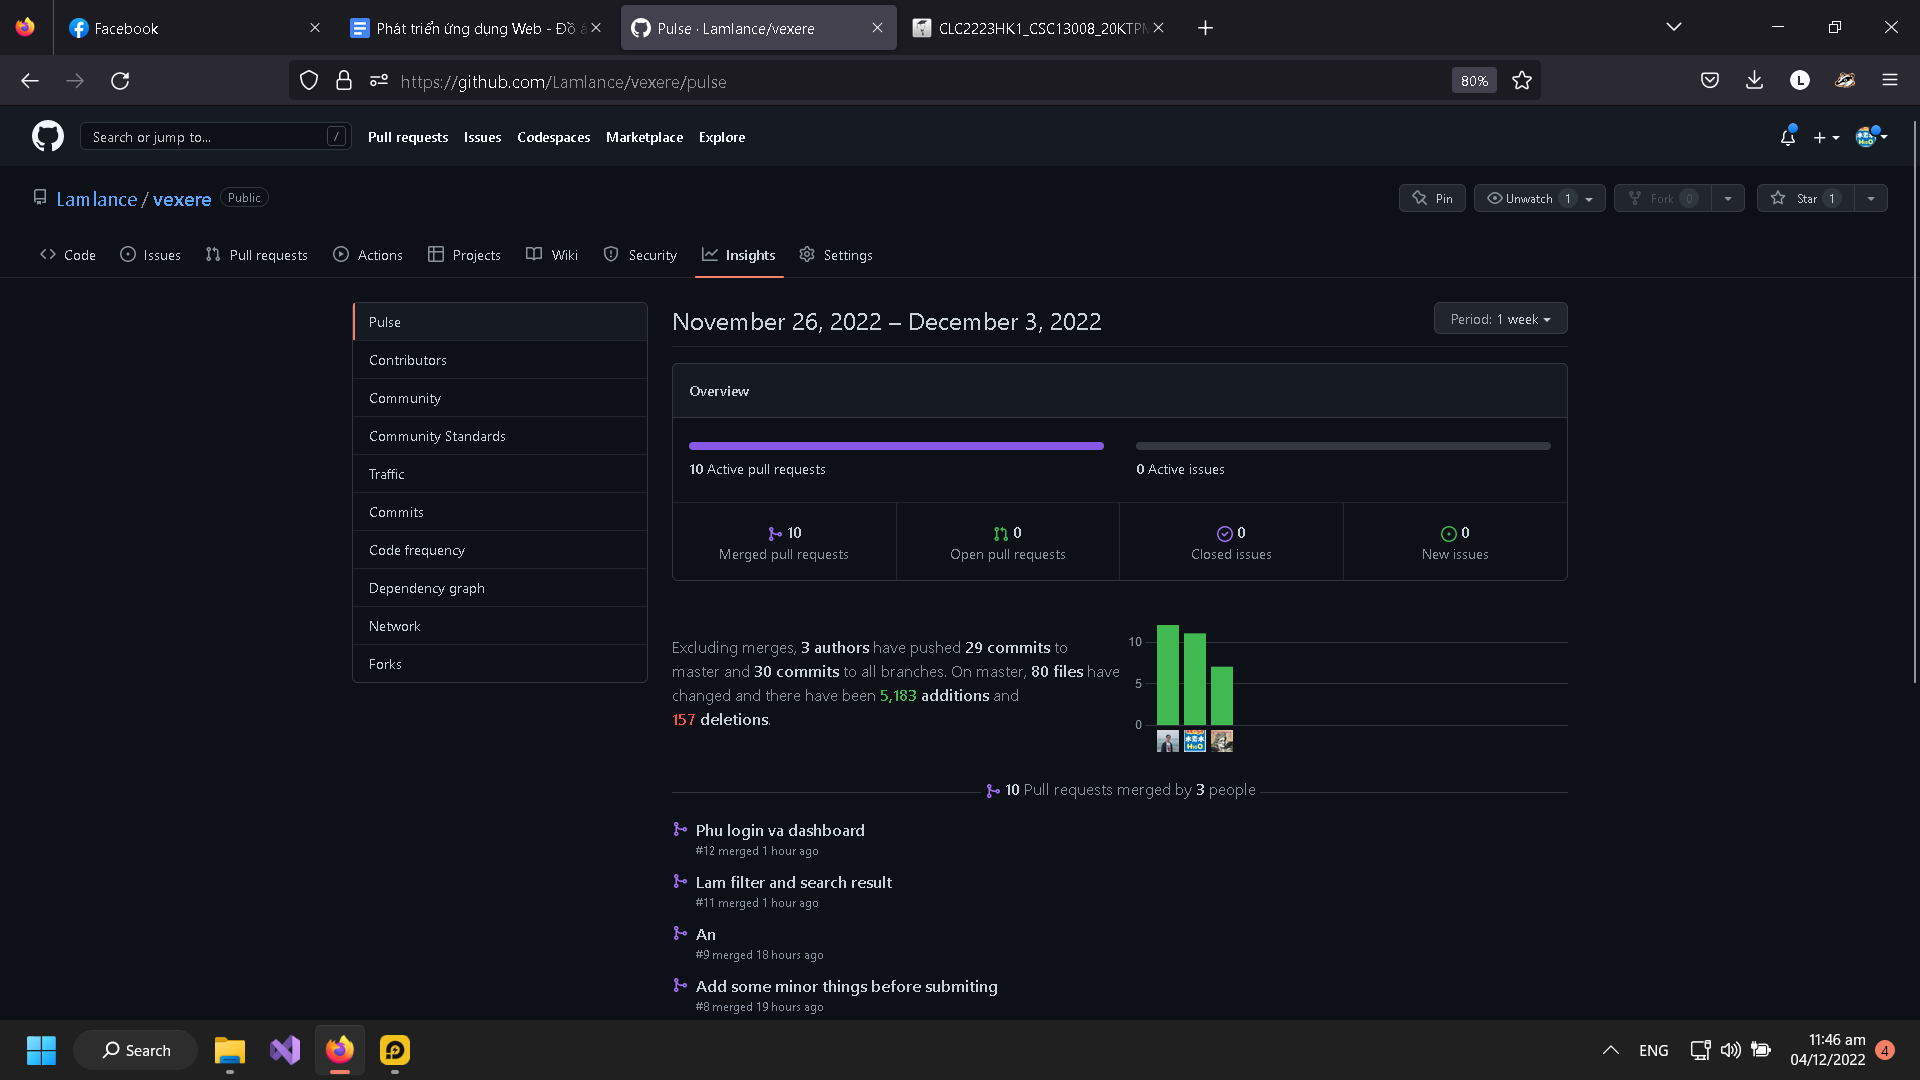 Facebook
Phát triển ứng dụng Web - Đồ á
Pulse · Lamlance/vexere
CLC2223HK1_CSC13008_20KTPM
https://github.com/Lamlance/vexere/pulse
80%
L
Search or jump to...
/
Pull requests
Issues
Codespaces
Marketplace
Explore
Lamlance / vexere
Public
Pin
Unwatch 1
Fork 0
Star 1
Code
Issues
Pull requests
Actions
Projects
Wiki
Security
Insights
Settings
Pulse
Contributors
Community
Community Standards
Traffic
Commits
Code frequency
Dependency graph
Network
Forks
November 26, 2022 – December 3, 2022
Period: 1 week
Overview
10 Active pull requests
0 Active issues
10
Merged pull requests
0
Open pull requests
0
Closed issues
0
New issues
Excluding merges, 3 authors have pushed 29 commits to
master and 30 commits to all branches. On master, 80 files have
changed and there have been 5,183 additions and
157 deletions.
10
5
0
10 Pull requests merged by 3 people
Phu login va dashboard
#12 merged 1 hour ago
Lam filter and search result
#11 merged 1 hour ago
An
#9 merged 18 hours ago
Add some minor things before submiting
#8 merged 19 hours ago
Search
ENG
11:46 am
04/12/2022
4